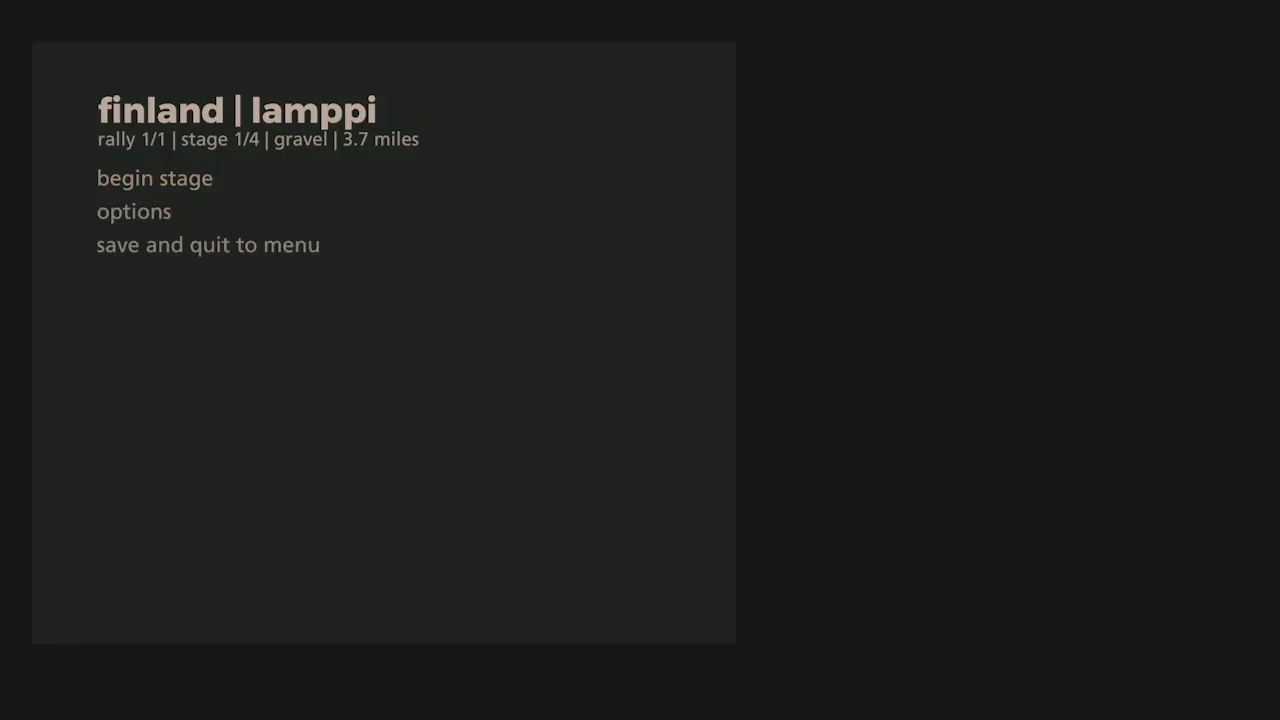 finland | lamppi
rally 1/1 | stage 1/4 | gravel | 3.7 miles
begin stage
options
save and quit to menu